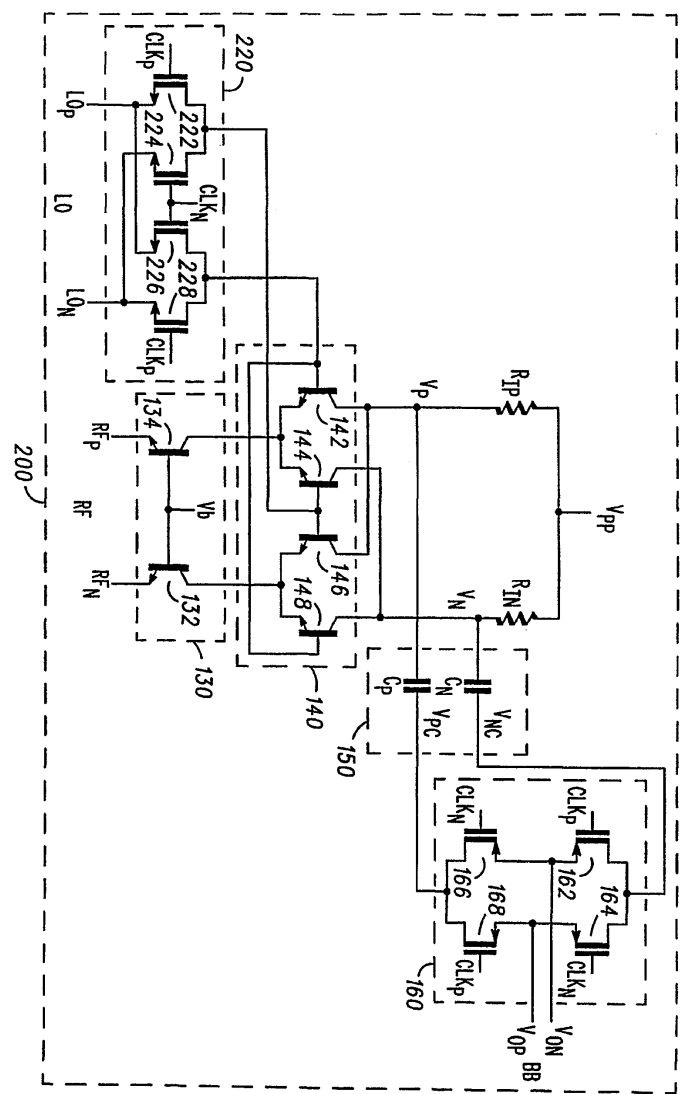 220
CLKP
222
224
CLKN
226
228
CLKP
LOP
LO
LON
200
RFP
134
Vb
RF
RFN
132
130
142
144
146
148
140
VP
RIP
VPP
VN
RIN
CN
CP
VNC
VPC
150
CLKN
CLKP
166
162
168
164
CLKP
CLKN
160
VON
VOP
BB